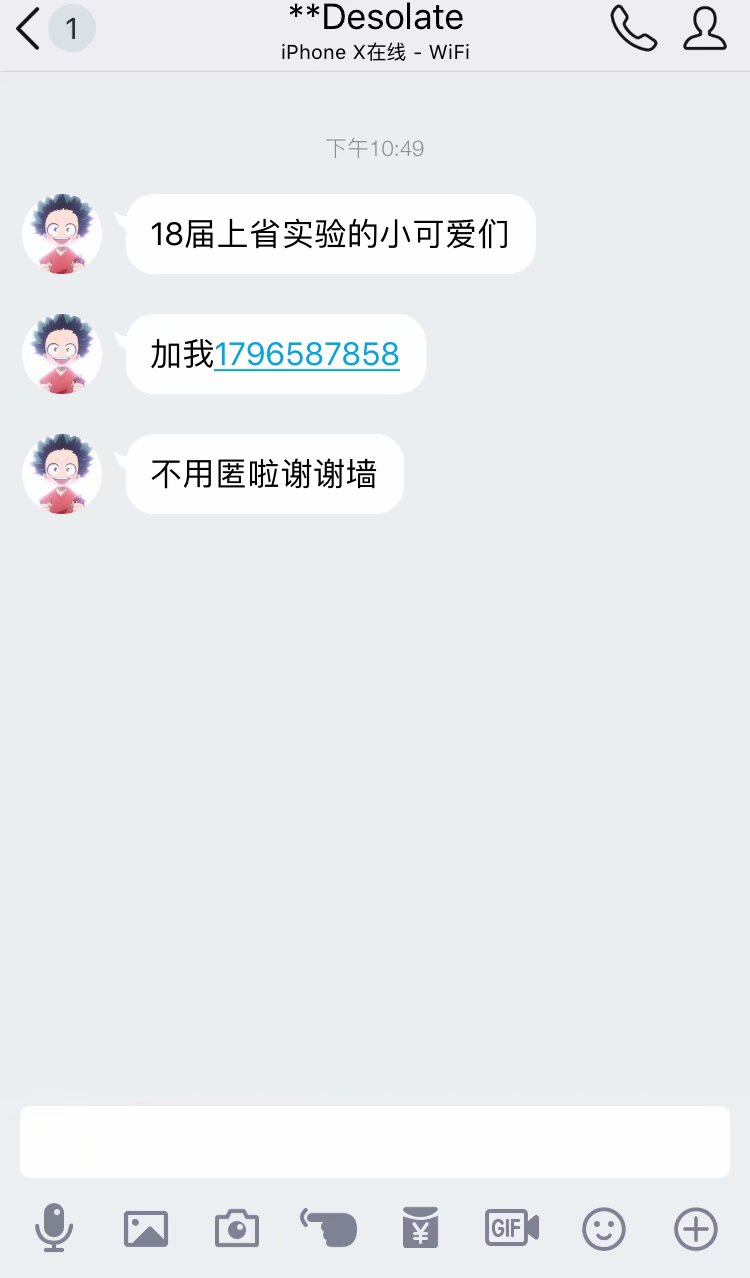 1
**Desolate
iPhone X在线 - WiFi
下午10:49
18届上省实验的小可爱们
加我1796587858
不用匿啦谢谢墙
¥
GIF